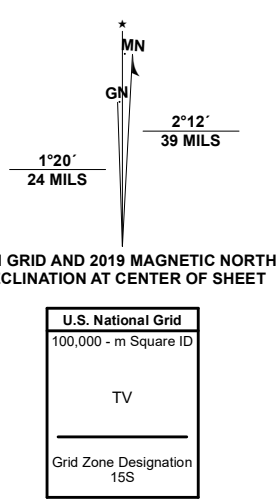 MN
GN
2°12´
39 MILS
1°20´
24 MILS
GRID AND 2019 MAGNETIC NORTH
CLINATION AT CENTER OF SHEET
U.S. National Grid
100,000 - m Square ID
TV
Grid Zone Designation
15S